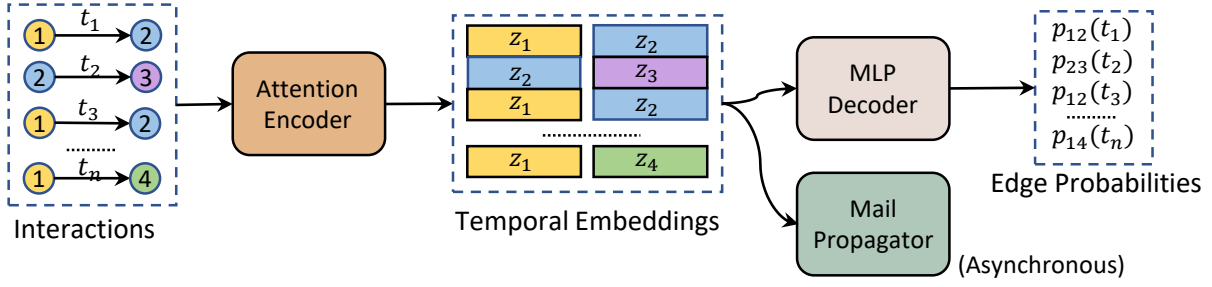 1 t₁ 2
2 t₂ 3
1 t₃ 2
........
1 tₙ 4
Interactions
Attention
Encoder
z₁ z₂
z₂ z₃
z₁ z₂
................
z₁ z₄
Temporal Embeddings
MLP
Decoder
Mail
Propagator
(Asynchronous)
p₁₂(t₁)
p₂₃(t₂)
p₁₂(t₃)
........
p₁₄(tₙ)
Edge Probabilities